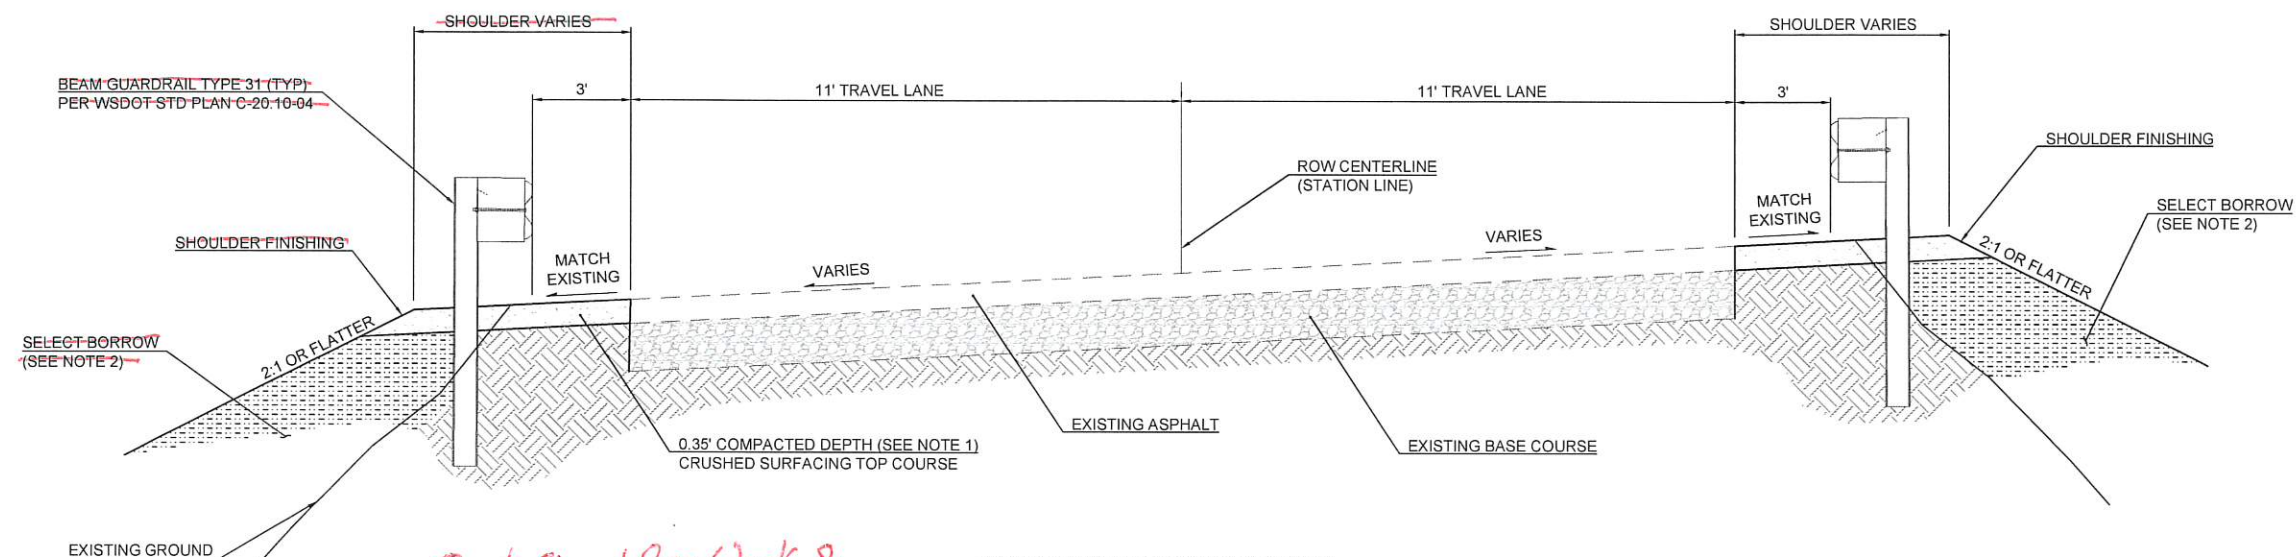 SHOULDER VARIES
SHOULDER VARIES
BEAM GUARDRAIL TYPE 31 (TYP)
PER WSDOT STD PLAN C-20.10-04
3'
11' TRAVEL LANE
11' TRAVEL LANE
3'
SHOULDER FINISHING
ROW CENTERLINE
(STATION LINE)
SELECT BORROW
(SEE NOTE 2)
MATCH
EXISTING
SHOULDER FINISHING
VARIES
MATCH
EXISTING
VARIES
2:1 OR FLATTER
SELECT BORROW
(SEE NOTE 2)
2:1 OR FLATTER
EXISTING ASPHALT
0.35' COMPACTED DEPTH (SEE NOTE 1)
CRUSHED SURFACING TOP COURSE
EXISTING BASE COURSE
EXISTING GROUND